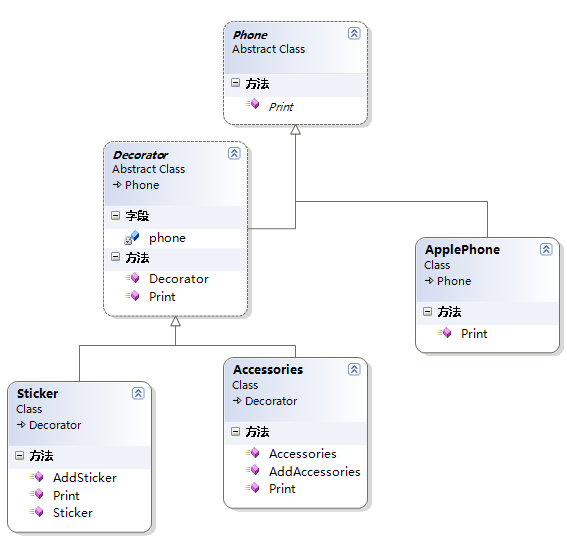 Phone
Abstract Class
方法
Print
Decorator
Abstract Class
Phone
字段
phone
方法
Decorator
Print
ApplePhone
Class
Phone
方法
Print
Sticker
Class
Decorator
方法
AddSticker
Print
Sticker
Accessories
Class
Decorator
方法
Accessories
AddAccessories
Print